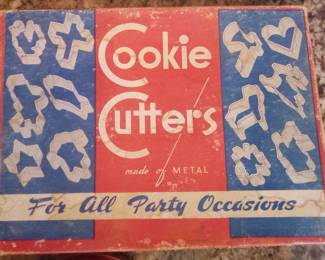 Cookie
Cutters
made of METAL
For All Party Occasions